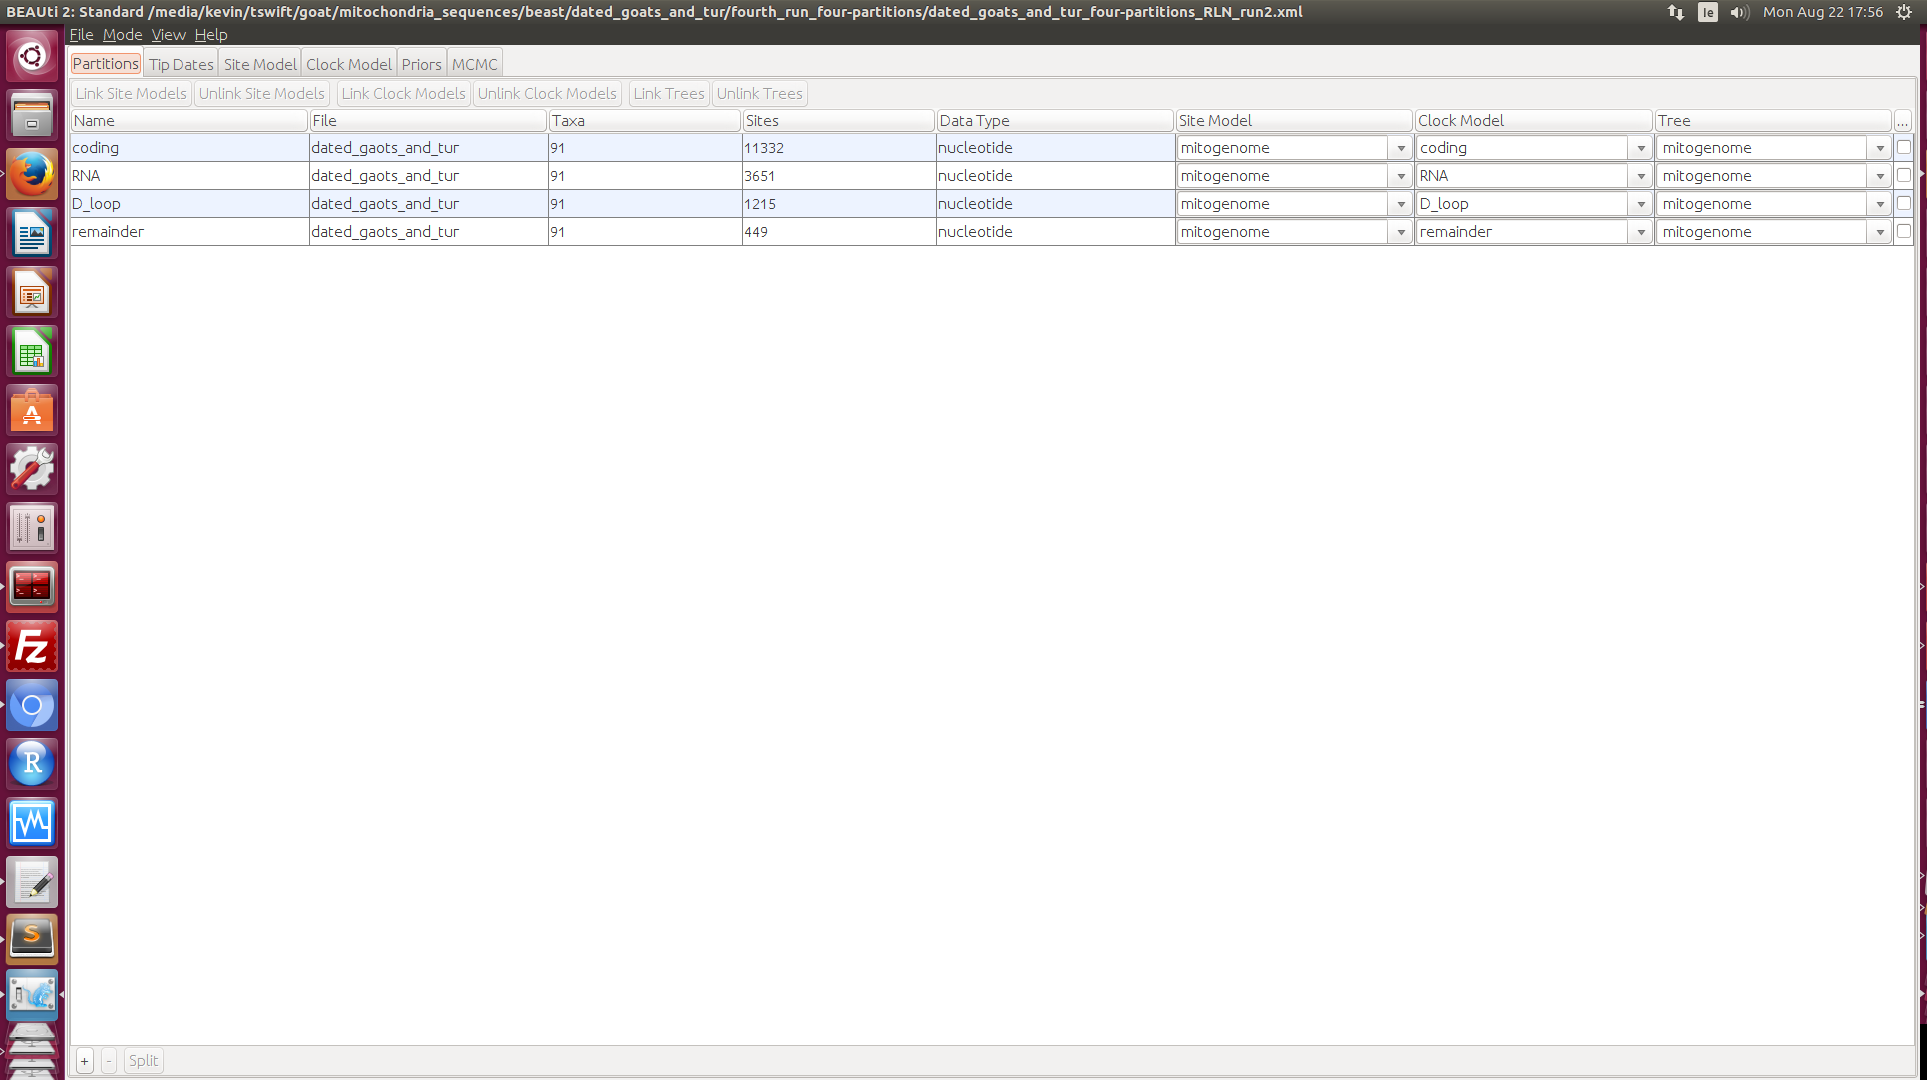 BEAUti 2: Standard /media/kevin/tswift/goat/mitochondria_sequences/beast/dated_goats_and_tur/fourth_run_four-partitions/dated_goats_and_tur_four-partitions_RLN_run2.xml Ie Mon Aug 22 17:56
File Mode View Help
Partitions Tip Dates Site Model Clock Model Priors MCMC
Link Site Models Unlink Site Models Link Clock Models Unlink Clock Models Link Trees Unlink Trees
Name File Taxa Sites Data Type Site Model Clock Model Tree ...
coding dated_gaots_and_tur 91 11332 nucleotide mitogenome coding mitogenome
RNA dated_gaots_and_tur 91 3651 nucleotide mitogenome RNA mitogenome
D_loop dated_gaots_and_tur 91 1215 nucleotide mitogenome D_loop mitogenome
remainder dated_gaots_and_tur 91 449 nucleotide mitogenome remainder mitogenome
A
Fz
R
S
+ - Split